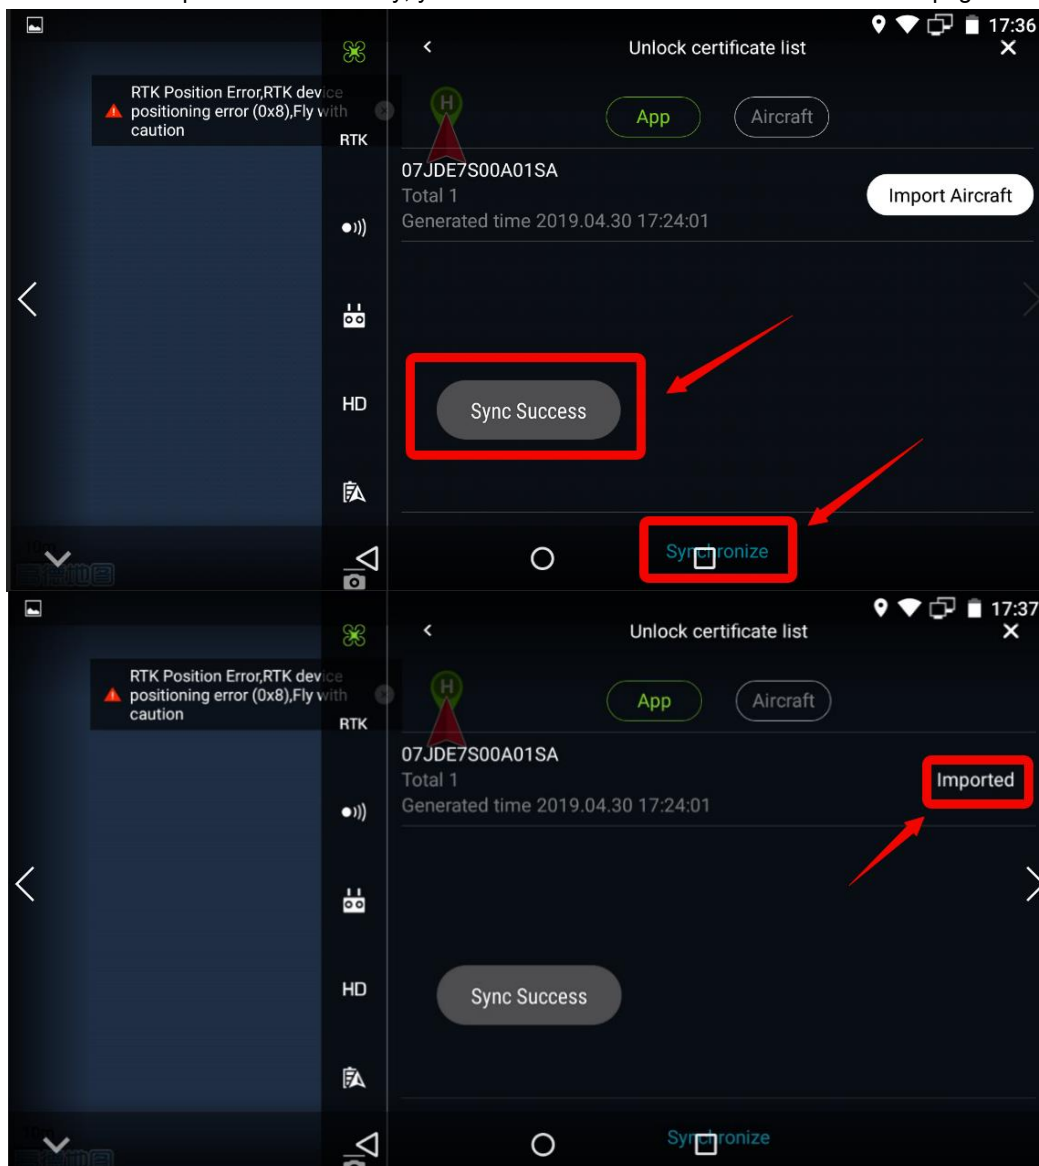 17:36
Unlock certificate list
RTK Position Error,RTK device
positioning error (0x8),Fly with
caution
H
App
Aircraft
RTK
07JDE7S00A01SA
Total 1
Import Aircraft
Generated time 2019.04.30 17:24:01
HD
Sync Success
Synchronize
17:37
Unlock certificate list
RTK Position Error,RTK device
positioning error (0x8),Fly with
caution
H
App
Aircraft
RTK
07JDE7S00A01SA
Total 1
Imported
Generated time 2019.04.30 17:24:01
HD
Sync Success
Synchronize